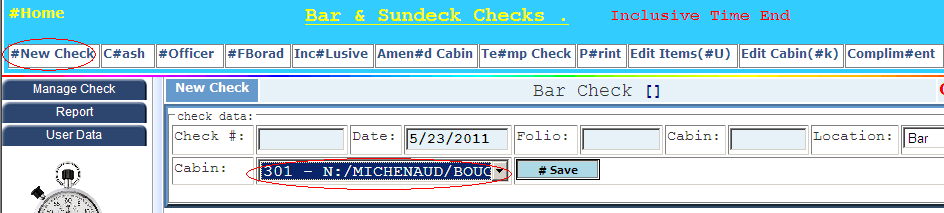 #Home
Bar & Sundeck Checks .
Inclusive Time End
#New Check C#ash #Officer #FBorad Inc#Lusive Amen#d Cabin Te#mp Check P#rint Edit Items(#U) Edit Cabin(#k) Complim#ent
Manage Check
Report
User Data
New Check
Bar Check []
check data:
Check #: Date: 5/23/2011 Folio: Cabin: Location: Bar
Cabin: 301 - N:/MICHENAUD/BOUC # Save